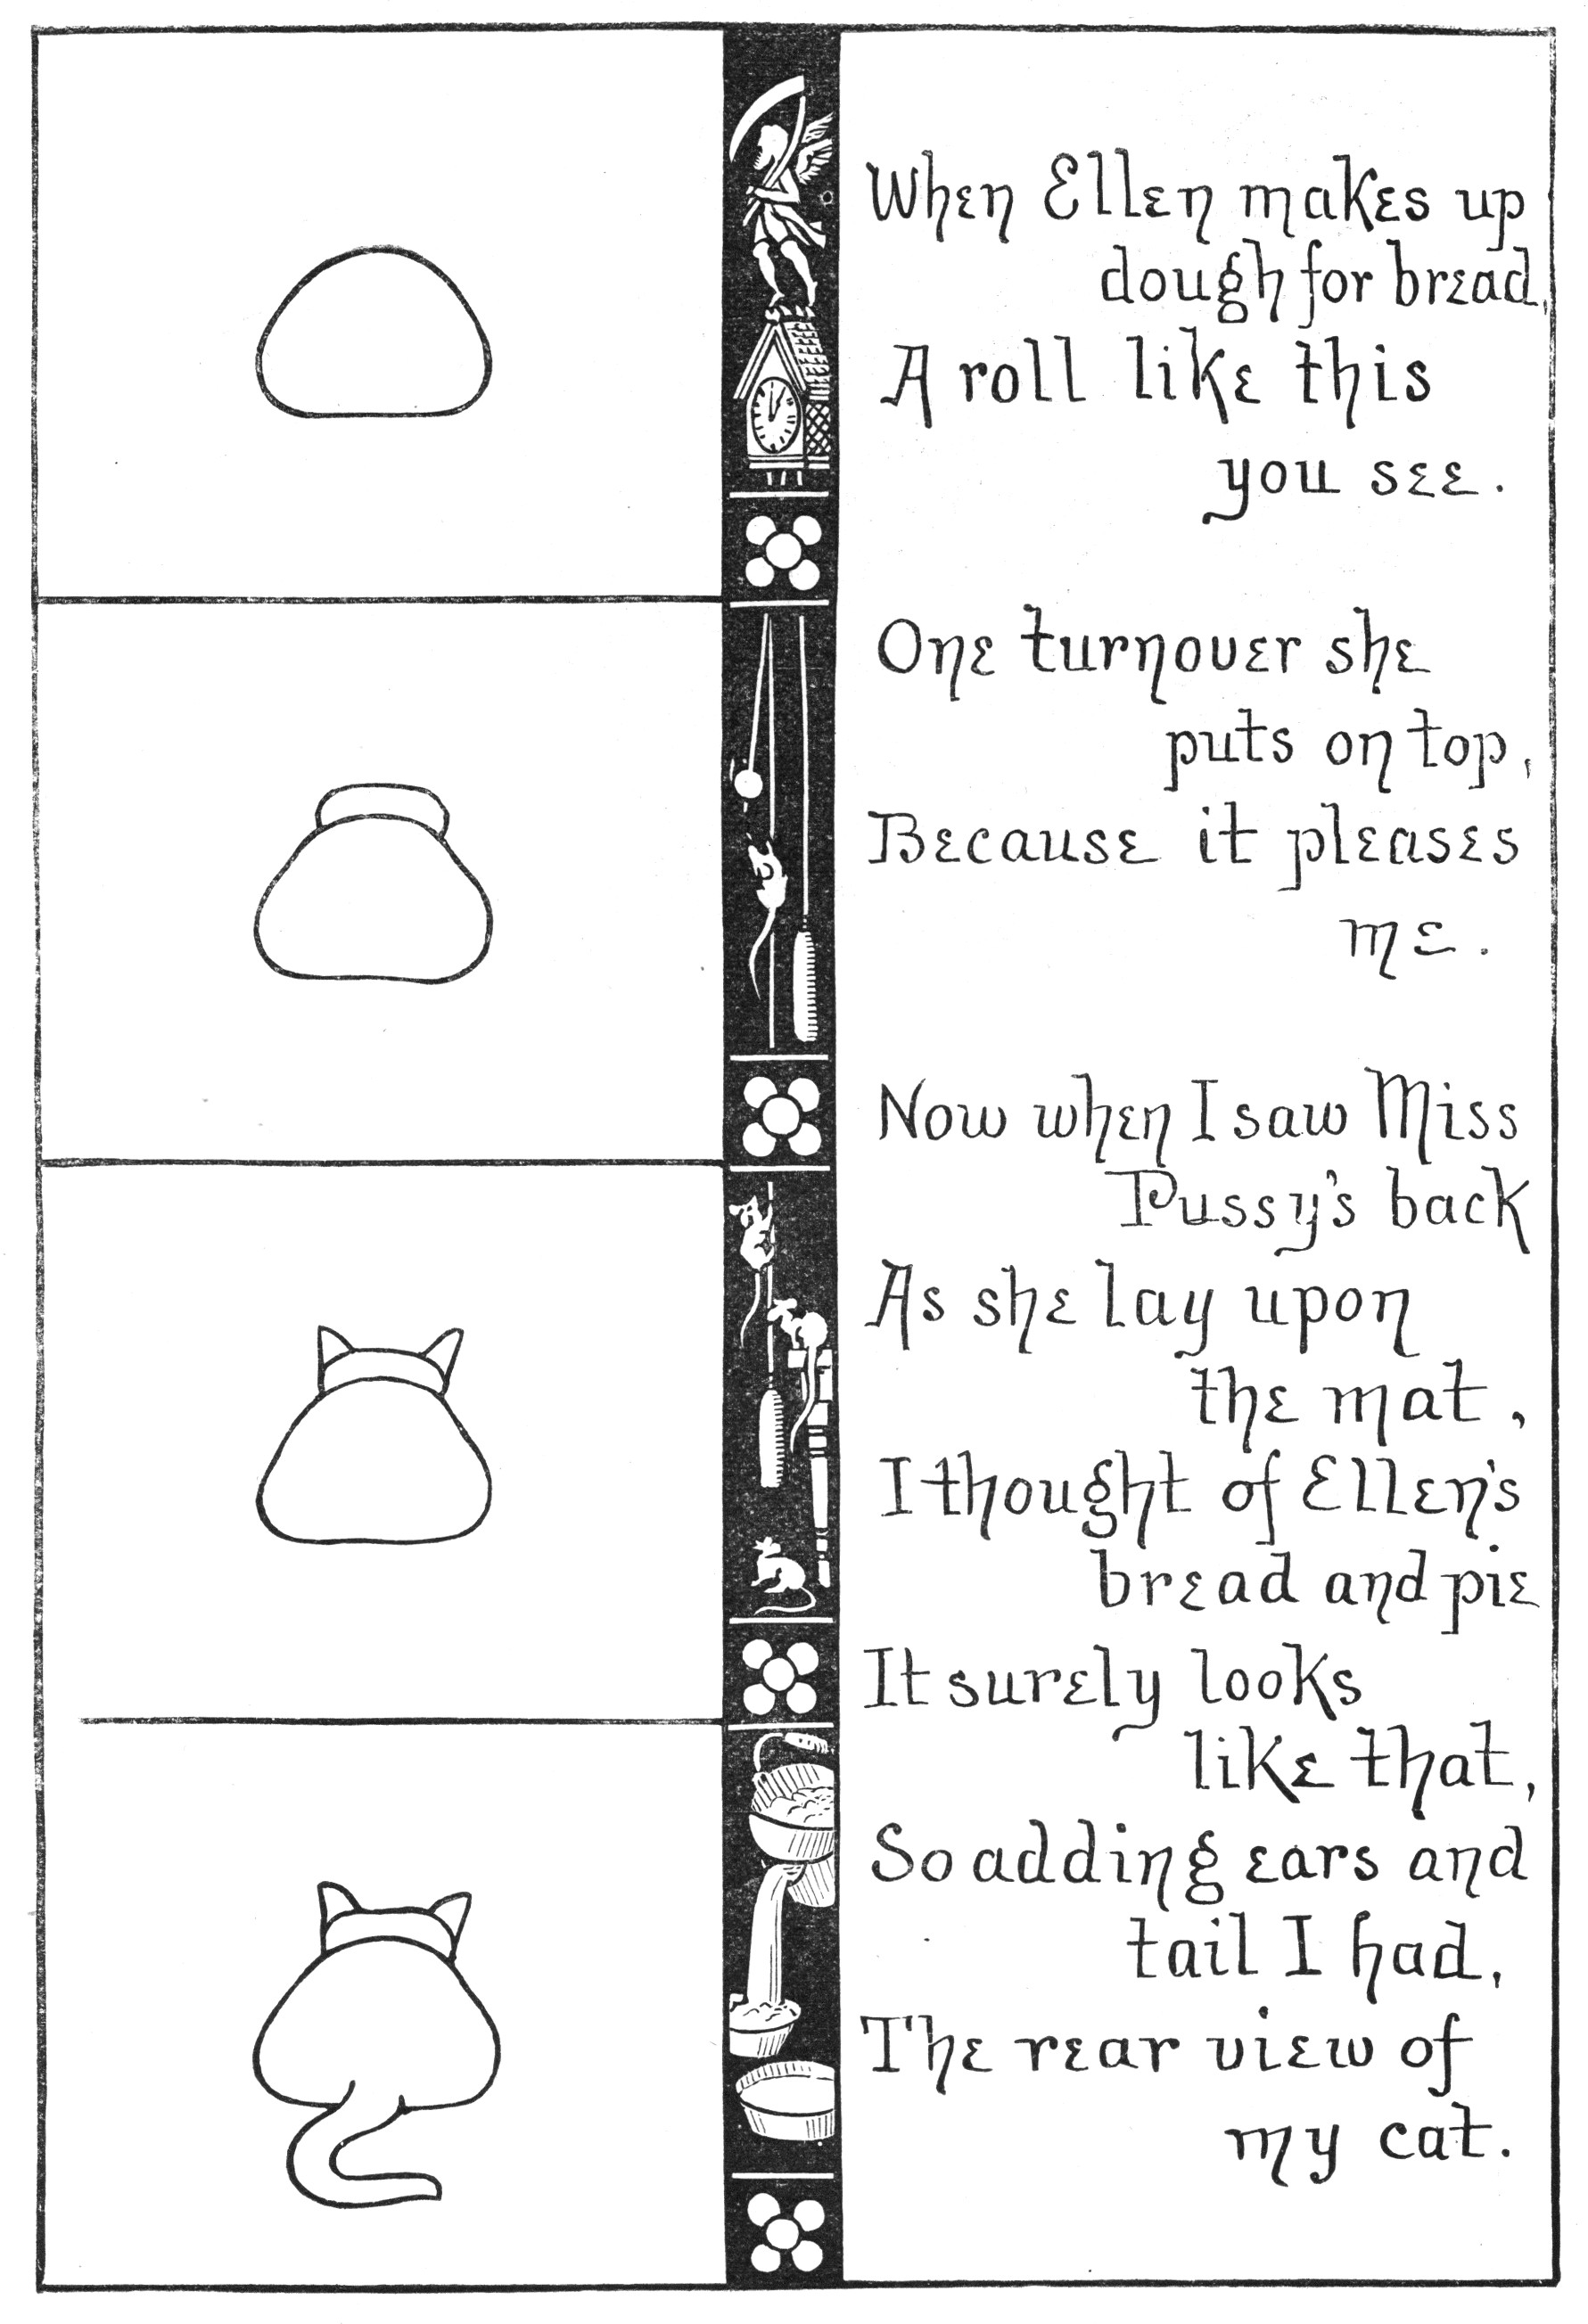 When Ellen makes up
dough for bread,
A roll like this
you see.
One turnover she
puts on top,
Because it pleases
me.
Now when I saw Miss
Pussy's back
As she lay upon
the mat,
I thought of Ellen's
bread and pie
It surely looks
like that,
So adding ears and
tail I had,
The rear view of
my cat.